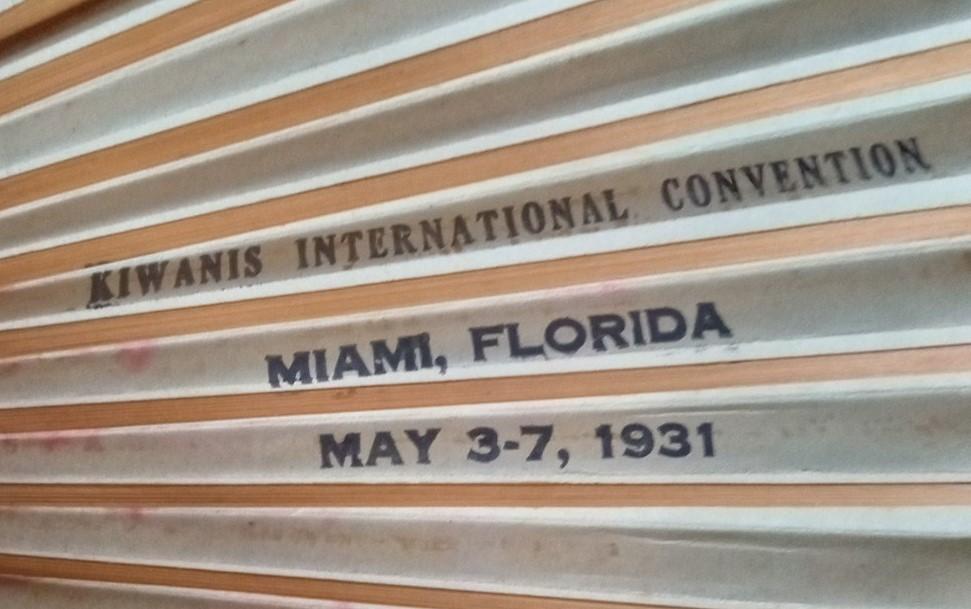 KIWANIS INTERNATIONAL CONVENTION
MIAMI, FLORIDA
MAY 3-7, 1931